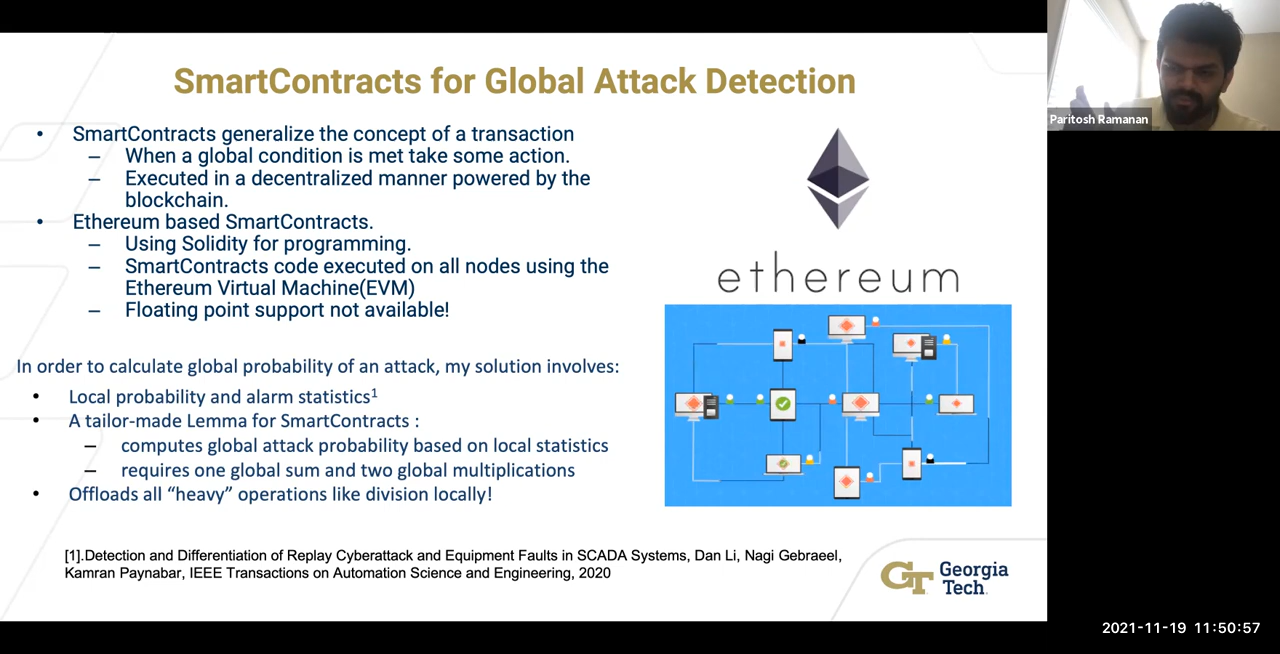 SmartContracts for Global Attack Detection
• SmartContracts generalize the concept of a transaction
– When a global condition is met take some action.
– Executed in a decentralized manner powered by the
blockchain.
• Ethereum based SmartContracts.
– Using Solidity for programming.
– SmartContracts code executed on all nodes using the
Ethereum Virtual Machine(EVM)
– Floating point support not available!
In order to calculate global probability of an attack, my solution involves:
• Local probability and alarm statistics¹
• A tailor-made Lemma for SmartContracts :
– computes global attack probability based on local statistics
– requires one global sum and two global multiplications
• Offloads all “heavy” operations like division locally!
ethereum
[1].Detection and Differentiation of Replay Cyberattack and Equipment Faults in SCADA Systems, Dan Li, Nagi Gebraeel,
Kamran Paynabar, IEEE Transactions on Automation Science and Engineering, 2020
GT Georgia
Tech
Paritosh Ramanan
2021-11-19 11:50:57